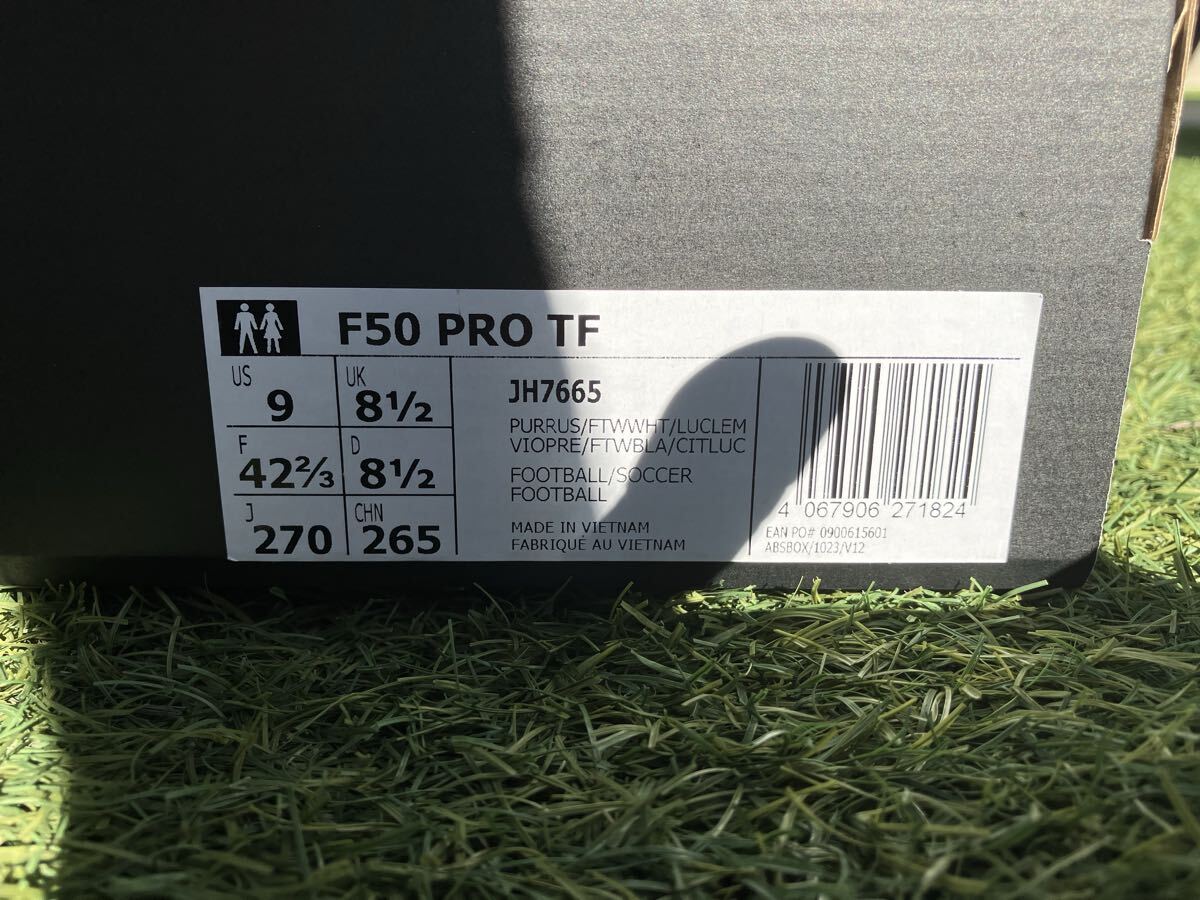 F50 PRO TF
US
9
UK
8½
F
42⅔
D
8½
J
270
CHN
265
JH7665
PURRUS/FTWWHT/LUCLEM
VIOPRE/FTWBLA/CITLUC
FOOTBALL/SOCCER
FOOTBALL
MADE IN VIETNAM
FABRIQUÉ AU VIETNAM
4 067906 271824
EAN PO# 0900615601
ABSBOX/1023/V12